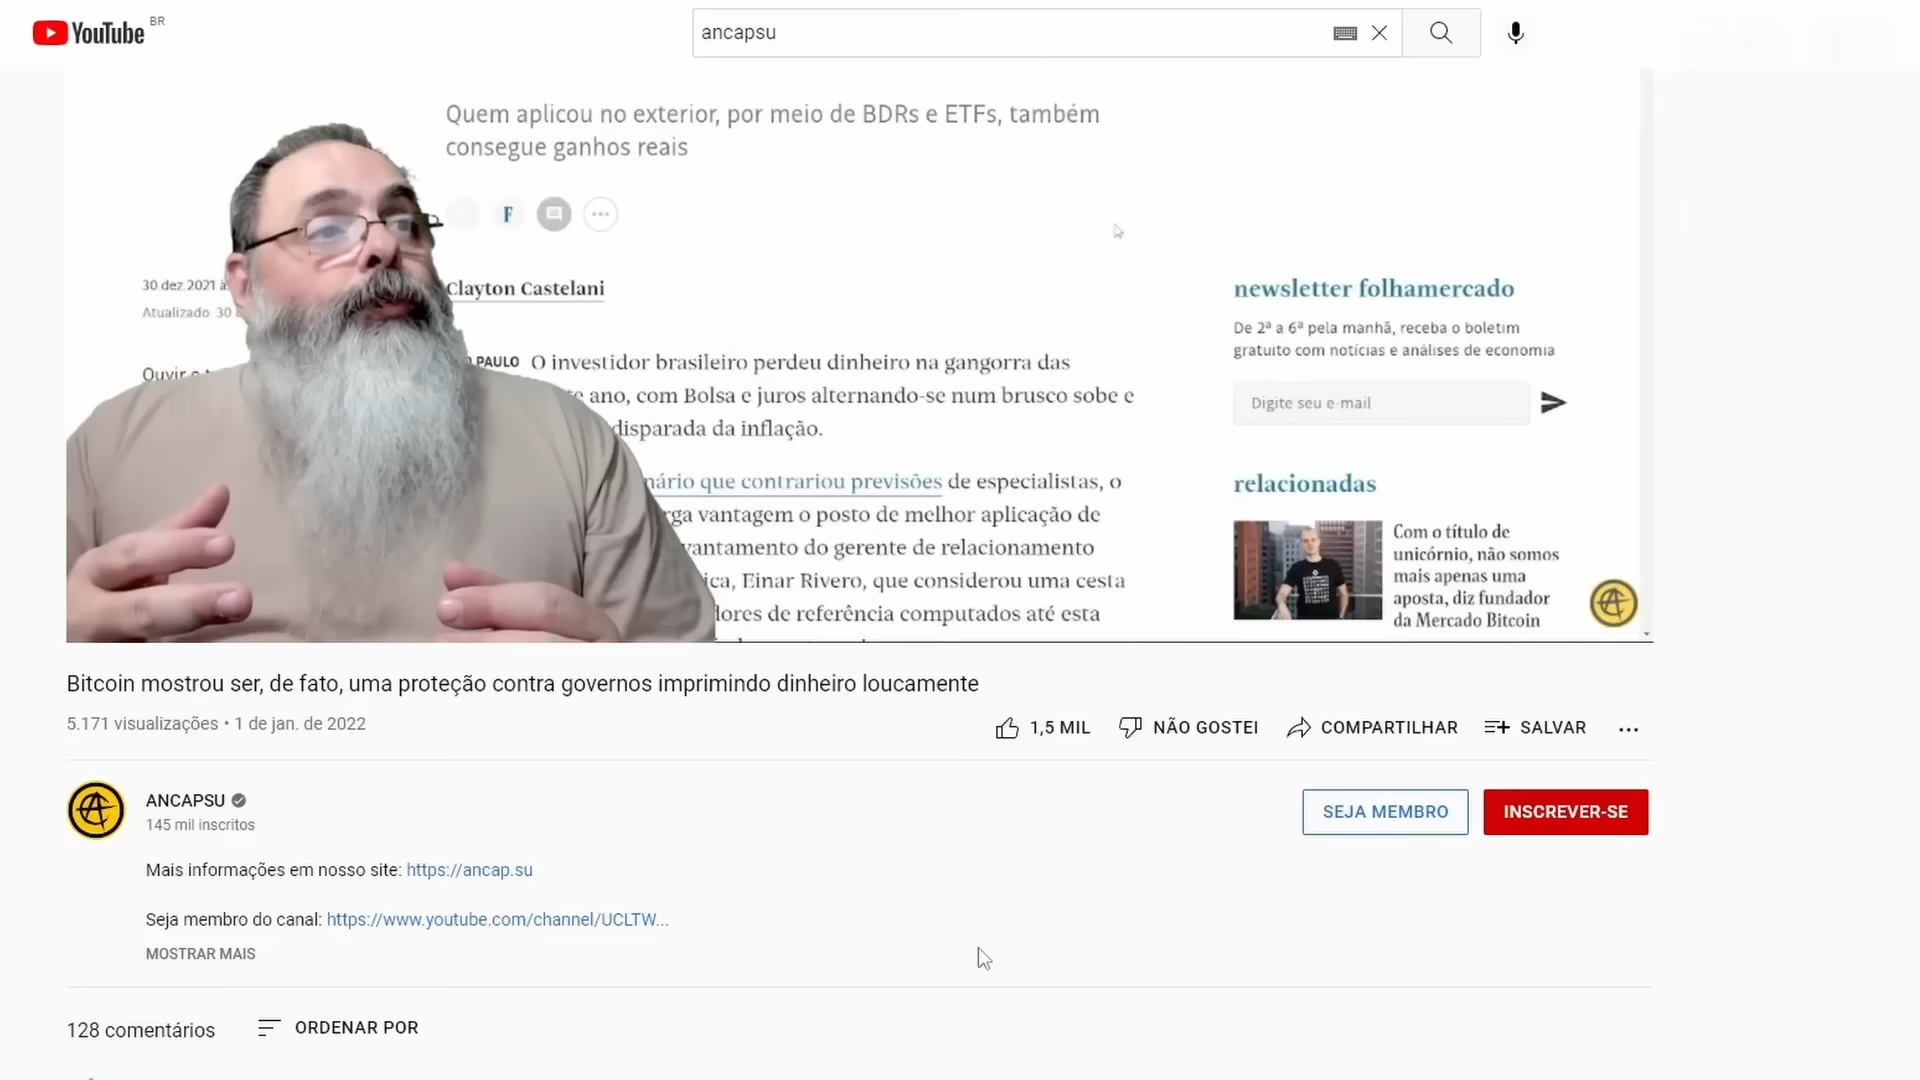 YouTube BR
ancapsu
Quem aplicou no exterior, por meio de BDRs e ETFs, também
consegue ganhos reais
F
30 dez.2021
Atualizado 30
Clayton Castelani
PAULO O investidor brasileiro perdeu dinheiro na gangorra das
ano, com Bolsa e juros alternando-se num brusco sobe e
disparada da inflação.
que contrariou previsões de especialistas, o
vantagem o posto de melhor aplicação de
do gerente de relacionamento
Einar Rivero, que considerou uma cesta
de referência computados até esta
newsletter folhamercado
De 2ª a 6ª pela manhã, receba o boletim
gratuito com notícias e análises de economia
Digite seu e-mail
relacionadas
Com o título de
unicórnio, não somos
mais apenas uma
aposta, diz fundador
da Mercado Bitcoin
Bitcoin mostrou ser, de fato, uma proteção contra governos imprimindo dinheiro loucamente
5.171 visualizações • 1 de jan. de 2022
1,5 MIL NÃO GOSTEI COMPARTILHAR SALVAR ...
ANCAPSU
145 mil inscritos
SEJA MEMBRO INSCREVER-SE
Mais informações em nosso site: https://ancap.su
Seja membro do canal: https://www.youtube.com/channel/UCLTW...
MOSTRAR MAIS
128 comentários ORDENAR POR